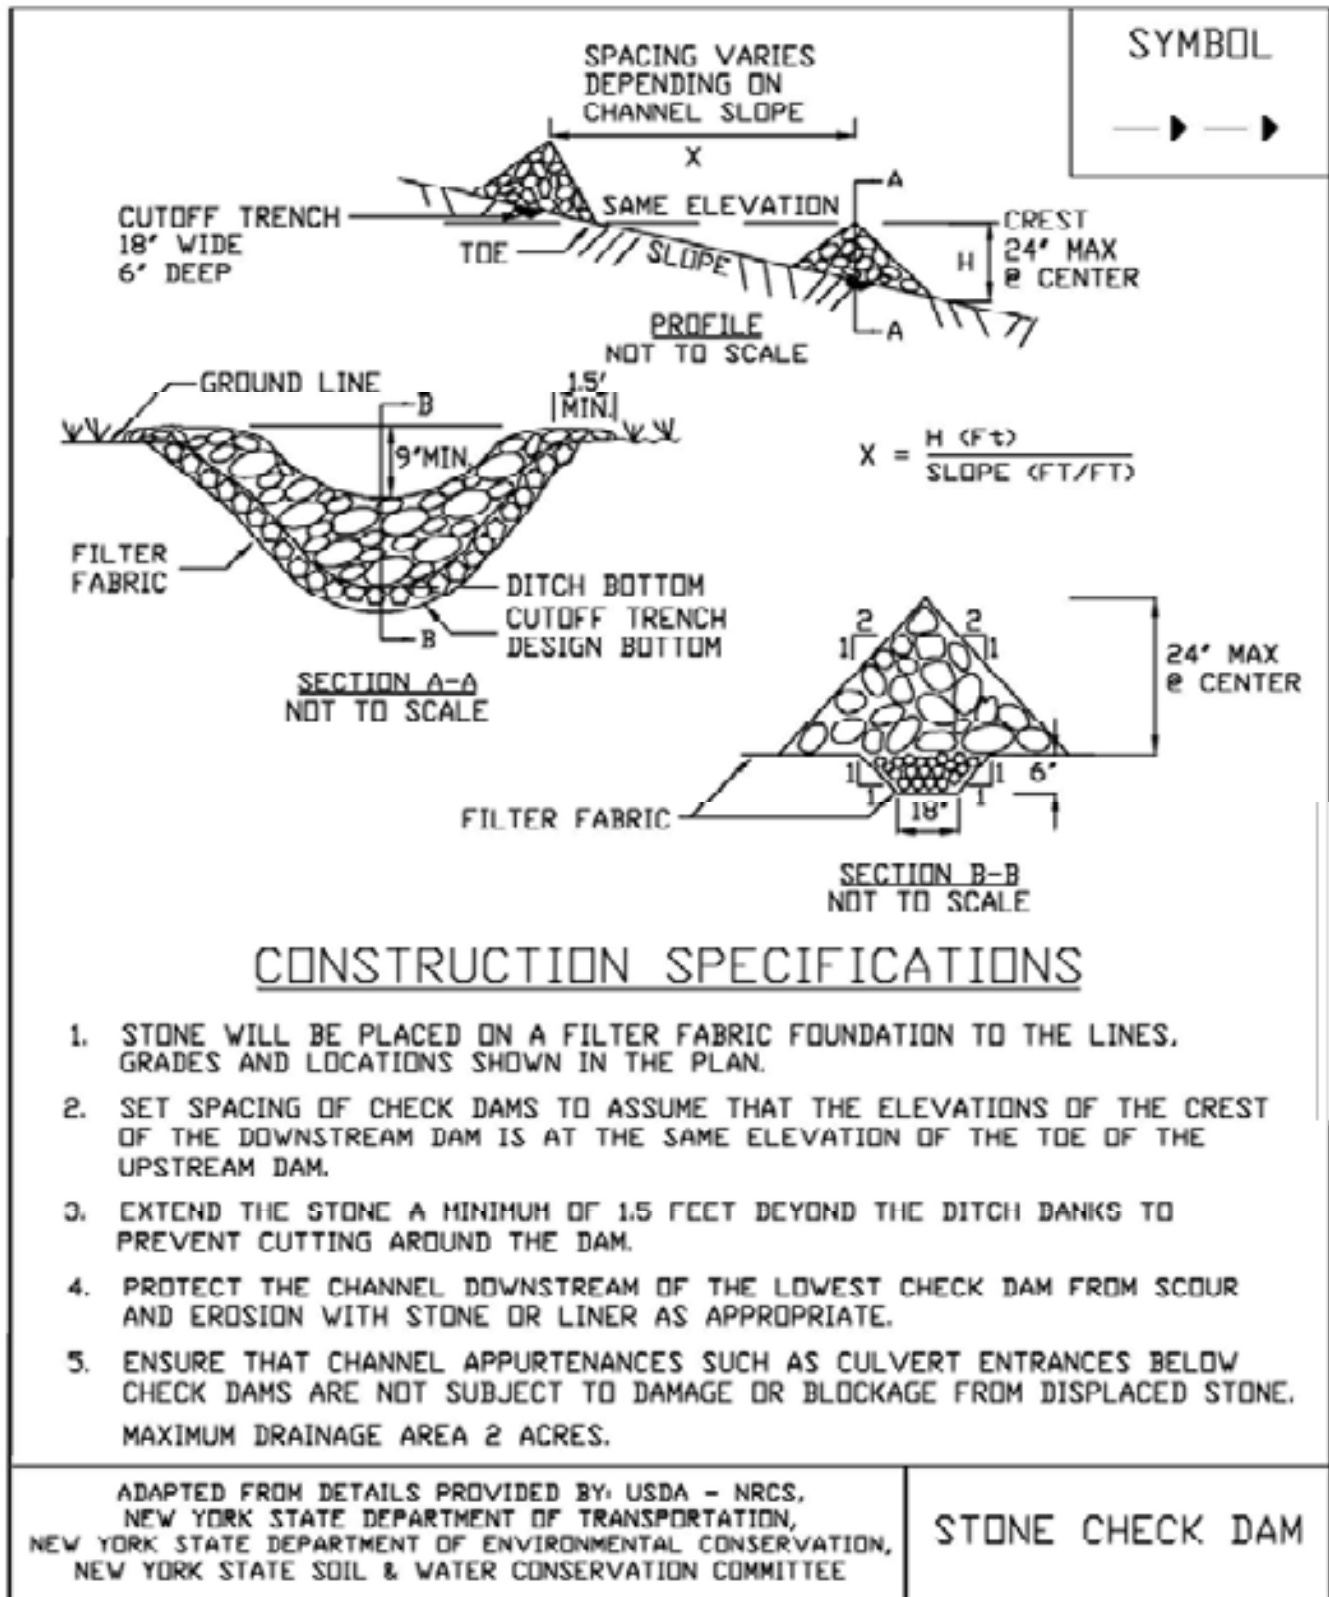 SYMBOL
SPACING VARIES
DEPENDING ON
CHANNEL SLOPE
X
A
CUTOFF TRENCH
18" WIDE
6" DEEP
SAME ELEVATION
TOE
SLOPE
H
CREST
24" MAX
@ CENTER
A
PROFILE
NOT TO SCALE
GROUND LINE
B
1.5'
MIN.
9"MIN.
X = H (Ft)
SLOPE (FT/FT)
FILTER
FABRIC
DITCH BOTTOM
CUTOFF TRENCH
DESIGN BOTTOM
B
SECTION A-A
NOT TO SCALE
2
1
2
1
24" MAX
@ CENTER
1
1
1
1
6"
18"
FILTER FABRIC
SECTION B-B
NOT TO SCALE
CONSTRUCTION SPECIFICATIONS
1. STONE WILL BE PLACED ON A FILTER FABRIC FOUNDATION TO THE LINES,
GRADES AND LOCATIONS SHOWN IN THE PLAN.
2. SET SPACING OF CHECK DAMS TO ASSUME THAT THE ELEVATIONS OF THE CREST
OF THE DOWNSTREAM DAM IS AT THE SAME ELEVATION OF THE TOE OF THE
UPSTREAM DAM.
3. EXTEND THE STONE A MINIMUM OF 1.5 FEET BEYOND THE DITCH BANKS TO
PREVENT CUTTING AROUND THE DAM.
4. PROTECT THE CHANNEL DOWNSTREAM OF THE LOWEST CHECK DAM FROM SCOUR
AND EROSION WITH STONE OR LINER AS APPROPRIATE.
5. ENSURE THAT CHANNEL APPURTENANCES SUCH AS CULVERT ENTRANCES BELOW
CHECK DAMS ARE NOT SUBJECT TO DAMAGE OR BLOCKAGE FROM DISPLACED STONE.
MAXIMUM DRAINAGE AREA 2 ACRES.
ADAPTED FROM DETAILS PROVIDED BY: USDA - NRCS,
NEW YORK STATE DEPARTMENT OF TRANSPORTATION,
NEW YORK STATE DEPARTMENT OF ENVIRONMENTAL CONSERVATION,
NEW YORK STATE SOIL & WATER CONSERVATION COMMITTEE
STONE CHECK DAM